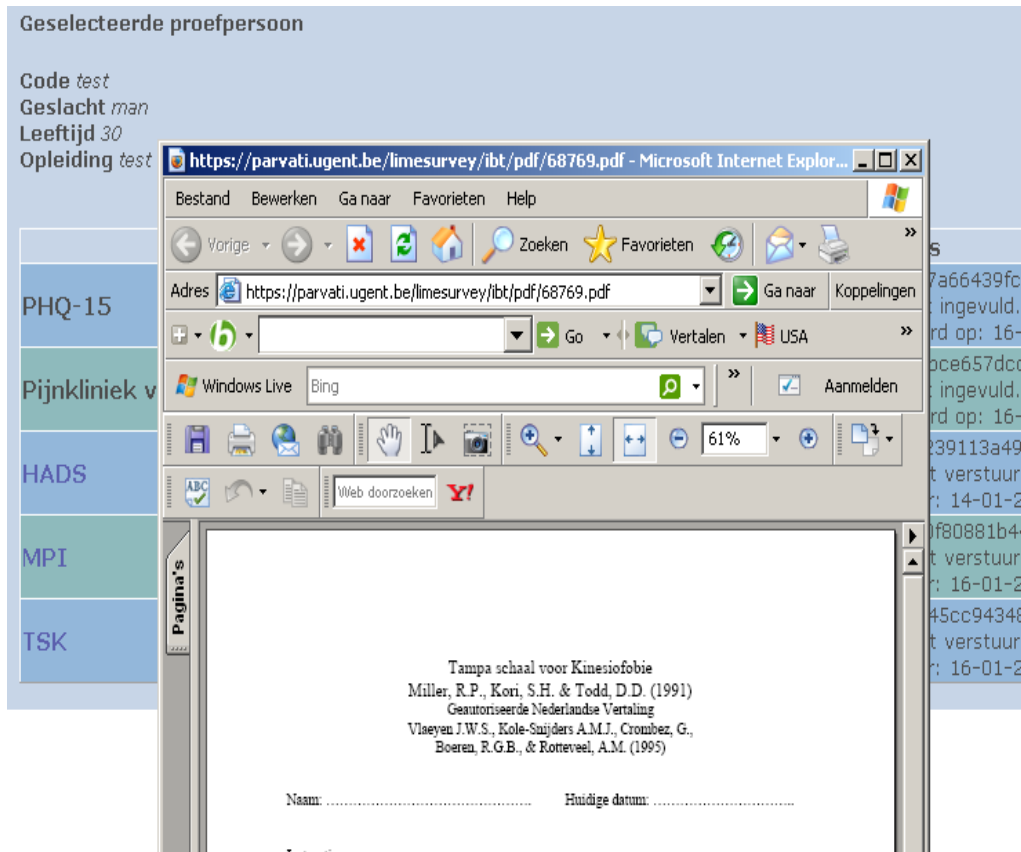 Geselecteerde proefpersoon
Code test
Geslacht man
Leeftijd 30
Opleiding test
https://parvati.ugent.be/limesurvey/ibt/pdf/68769.pdf - Microsoft Internet Explor...
Bestand Bewerken Ga naar Favorieten Help
Vorige Zoeken Favorieten »
Adres https://parvati.ugent.be/limesurvey/ibt/pdf/68769.pdf Ga naar Koppelingen
Go Vertalen USA »
Windows Live Bing » Aanmelden
61%
ABC Web doorzoeken Y!
Pagina's
Tampa schaal voor Kinesiofobie
Miller, R.P., Kori, S.H. & Todd, D.D. (1991)
Geautoriseerde Nederlandse Vertaling
Vlaeyen J.W.S., Kole-Snijders A.M.J., Crombez, G.,
Boeren, R.G.B., & Rotteveel, A.M. (1995)
Naam: ………………………………………… Huidige datum: ……………………………
PHQ-15
Pijnkliniek v
HADS
MPI
TSK
s
7a66439fc
ingevuld.
rd op: 16-
ingevuld.
rd op: 16-
239113a49
t verstuur
r: 14-01-2
0f80881b4
t verstuur
r: 16-01-2
45cc94348
t verstuur
r: 16-01-2